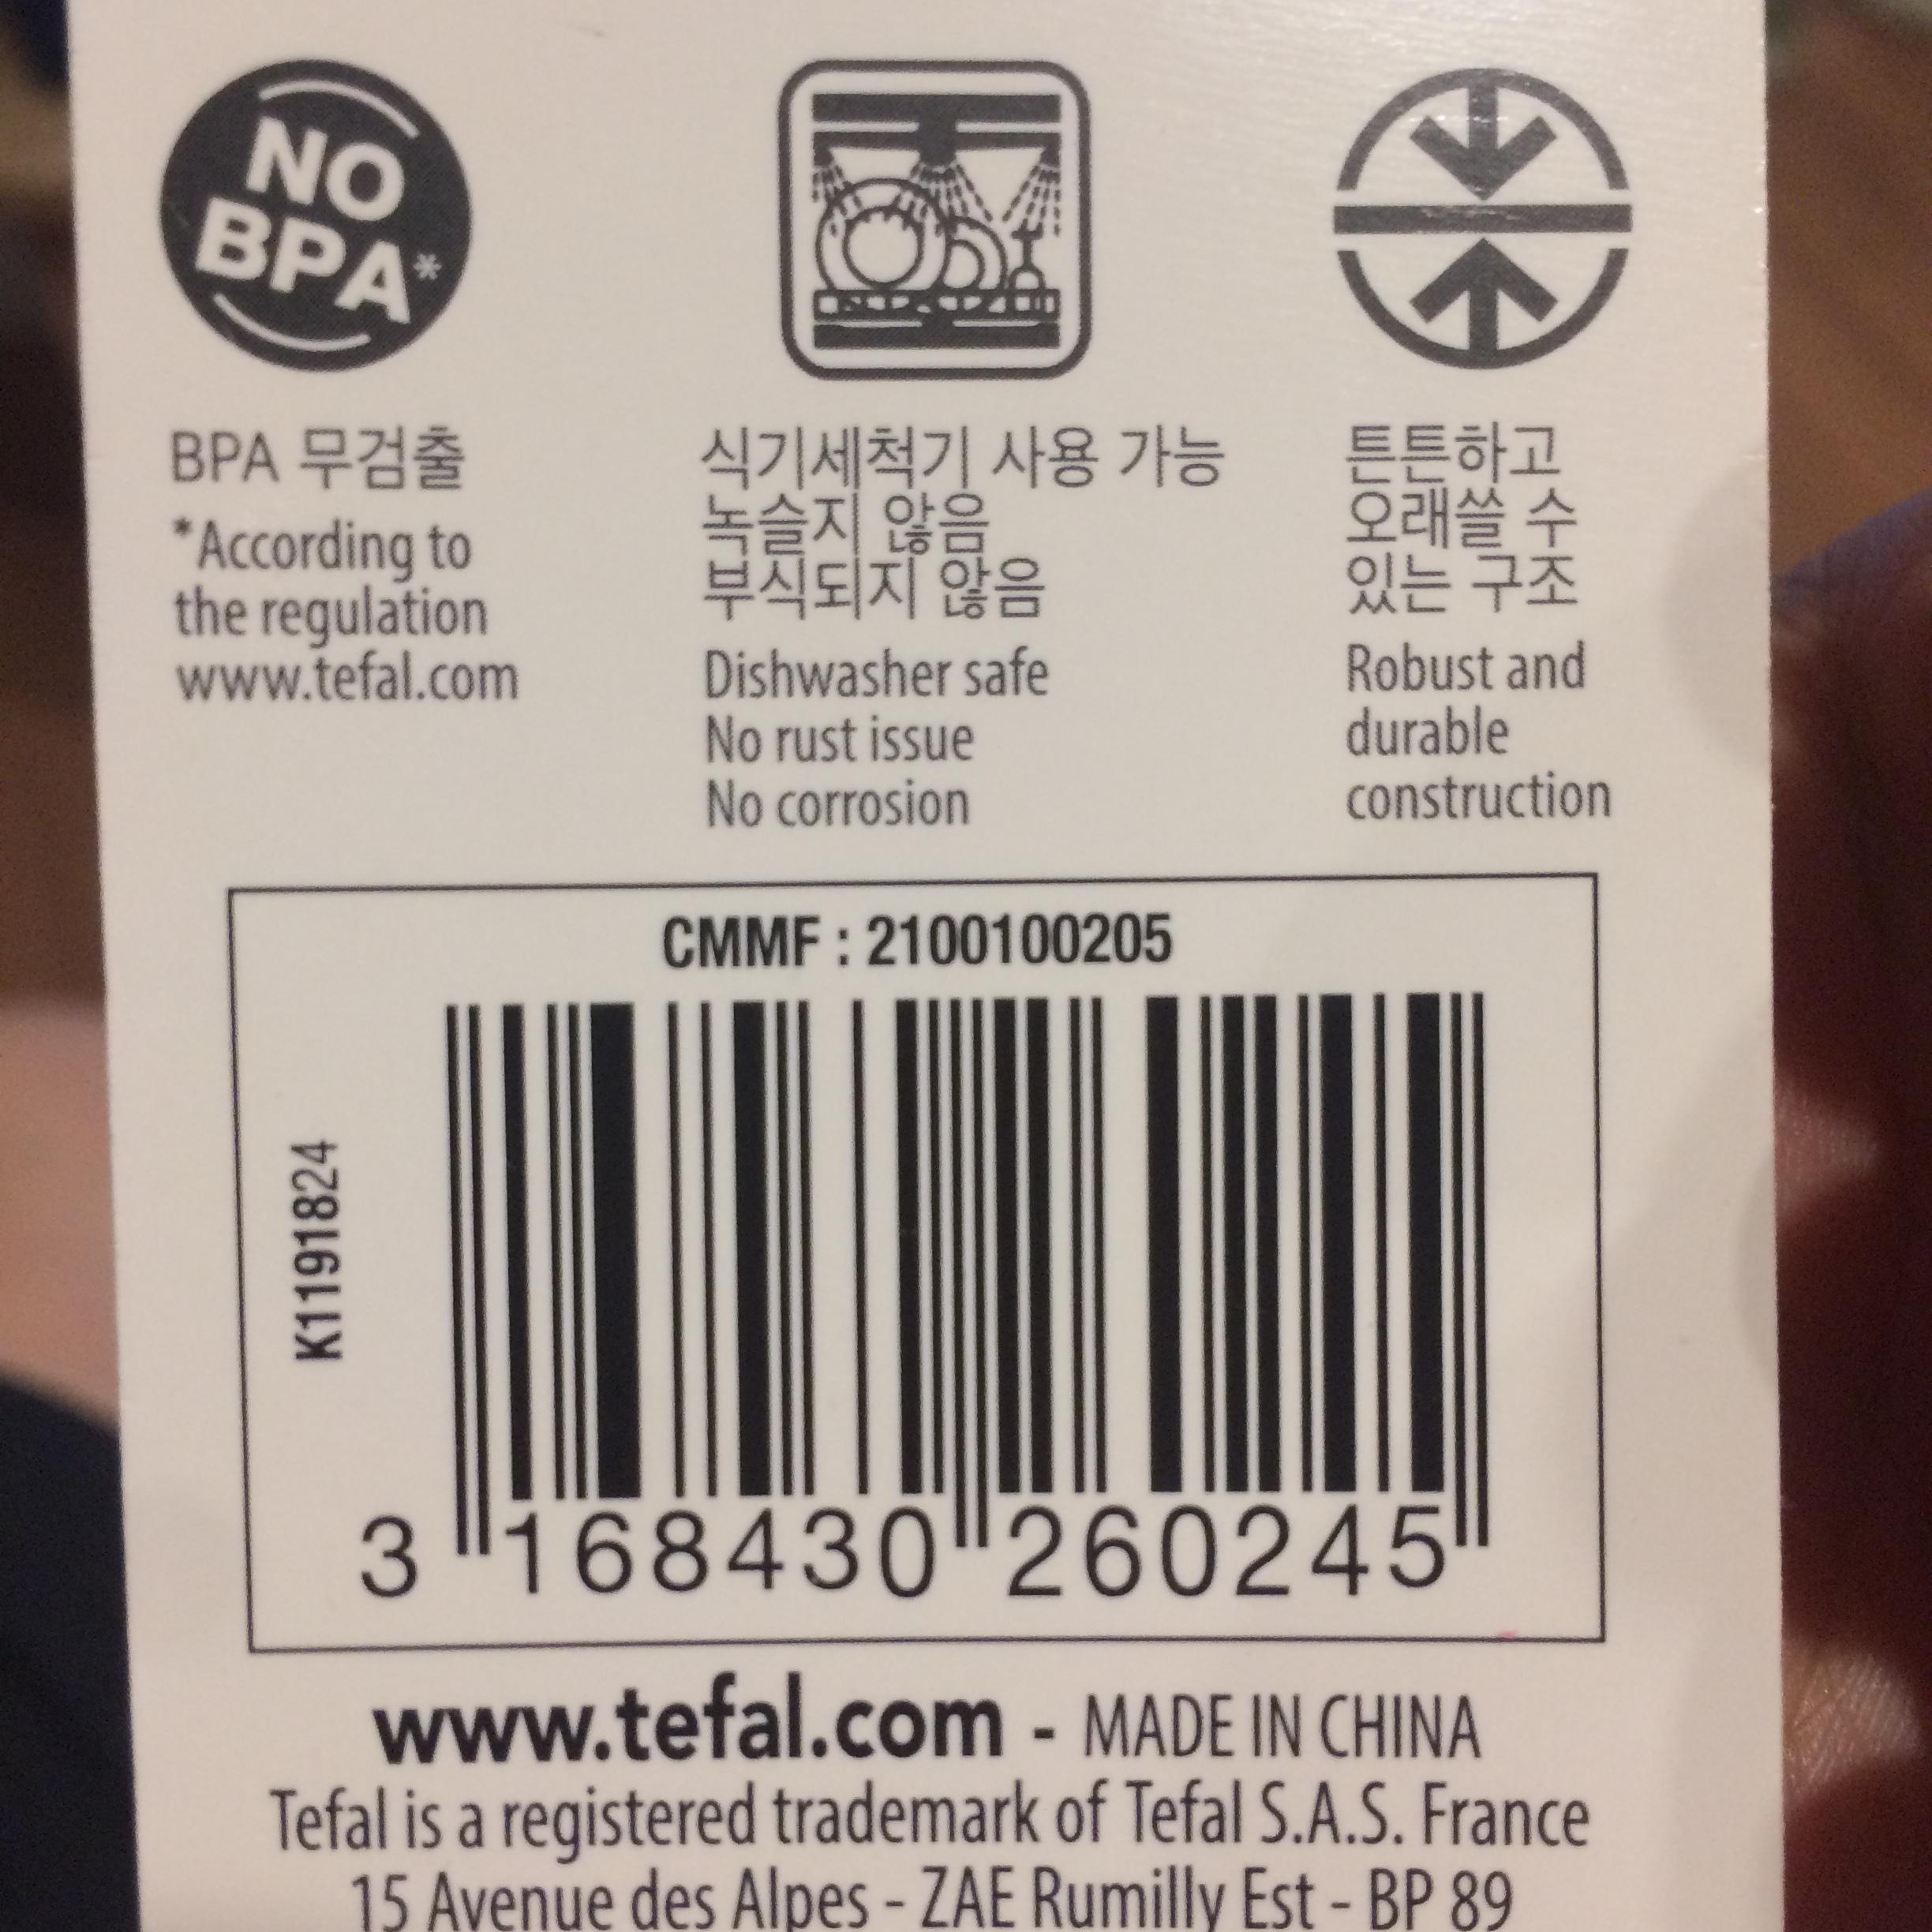 NO
BPA*
BPA 무검출
*According to
the regulation
www.tefal.com
식기세척기 사용 가능
녹슬지 않음
부식되지 않음
Dishwasher safe
No rust issue
No corrosion
튼튼하고
오래쓸 수
있는 구조
Robust and
durable
construction
CMMF : 2100100205
K1191824
3 168430 260245
www.tefal.com - MADE IN CHINA
Tefal is a registered trademark of Tefal S.A.S. France
15 Avenue des Alpes - ZAE Rumilly Est - BP 89